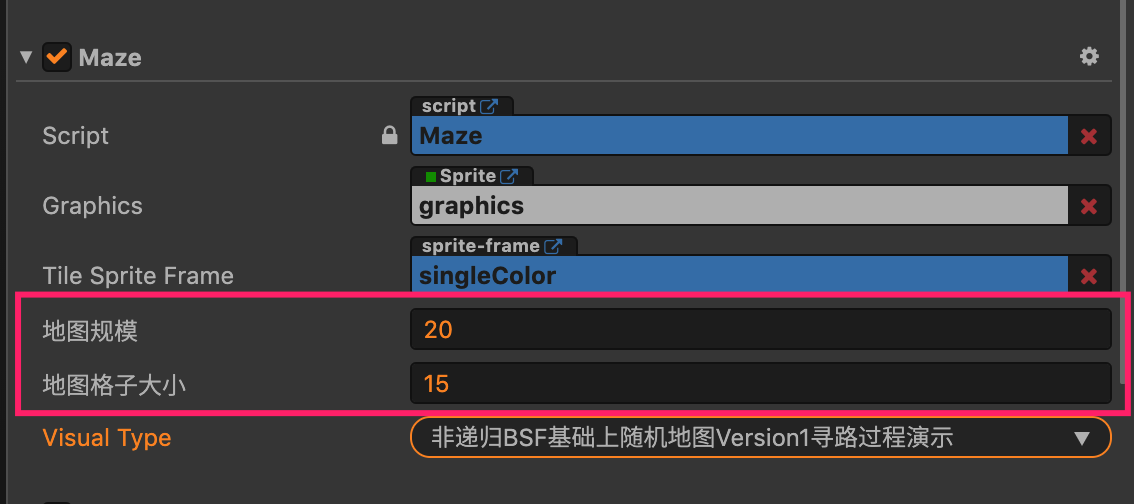 Maze
script
Script
Maze
Sprite
Graphics
graphics
sprite-frame
Tile Sprite Frame
singleColor
地图规模
20
地图格子大小
15
Visual Type
非递归BSF基础上随机地图Version1寻路过程演示